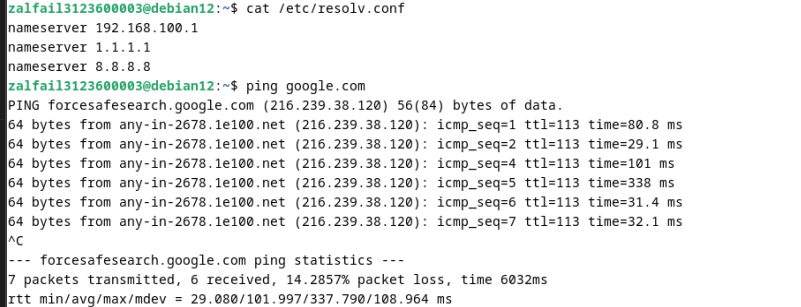 zalfail3123600003@debian12:~$ cat /etc/resolv.conf
nameserver 192.168.100.1
nameserver 1.1.1.1
nameserver 8.8.8.8
zalfail3123600003@debian12:~$ ping google.com
PING forcesafesearch.google.com (216.239.38.120) 56(84) bytes of data.
64 bytes from any-in-2678.1e100.net (216.239.38.120): icmp_seq=1 ttl=113 time=80.8 ms
64 bytes from any-in-2678.1e100.net (216.239.38.120): icmp_seq=2 ttl=113 time=29.1 ms
64 bytes from any-in-2678.1e100.net (216.239.38.120): icmp_seq=4 ttl=113 time=101 ms
64 bytes from any-in-2678.1e100.net (216.239.38.120): icmp_seq=5 ttl=113 time=338 ms
64 bytes from any-in-2678.1e100.net (216.239.38.120): icmp_seq=6 ttl=113 time=31.4 ms
64 bytes from any-in-2678.1e100.net (216.239.38.120): icmp_seq=7 ttl=113 time=32.1 ms
^C
--- forcesafesearch.google.com ping statistics ---
7 packets transmitted, 6 received, 14.2857% packet loss, time 6032ms
rtt min/avg/max/mdev = 29.080/101.997/337.790/108.964 ms